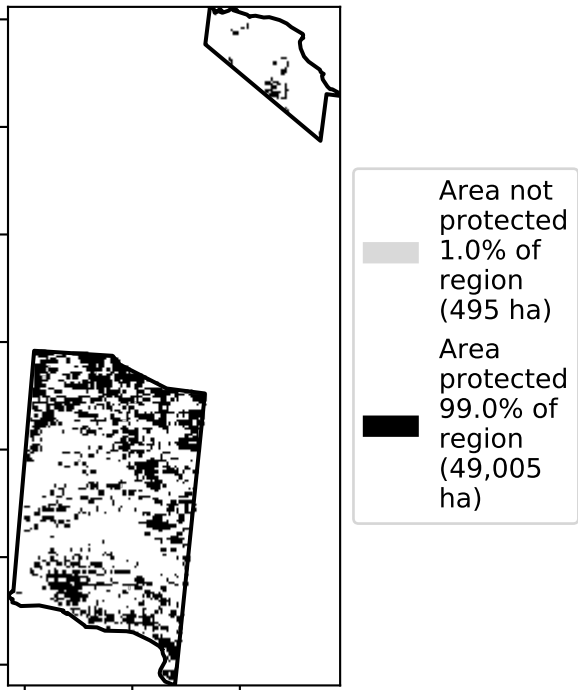 Area not
protected
1.0% of
region
(495 ha)
Area
protected
99.0% of
region
(49,005
ha)